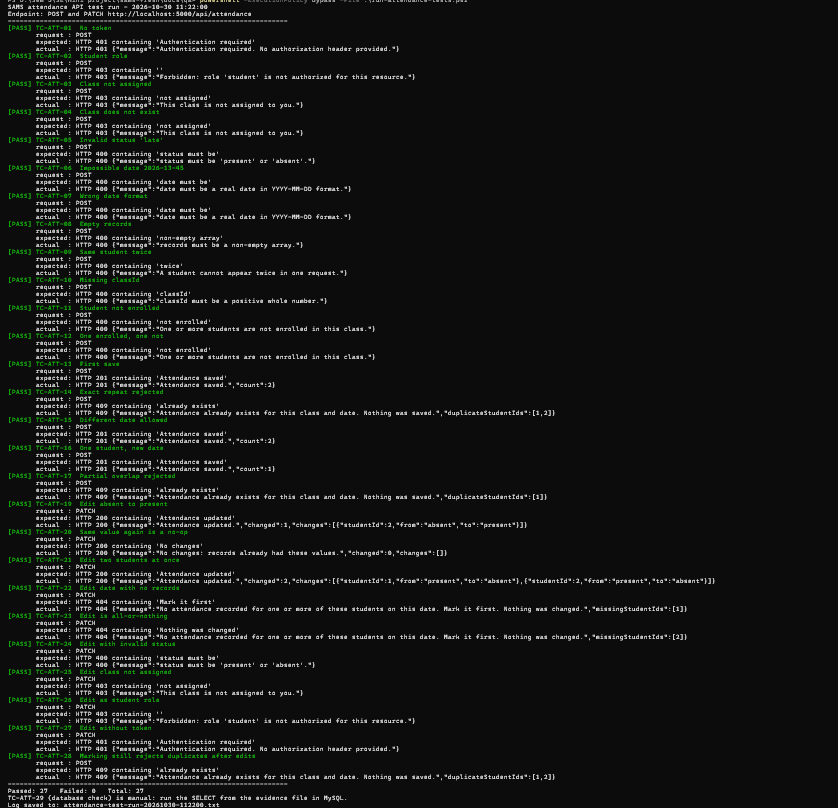 SAMS attendance API test run - 2026-10-30 11:22:00
Endpoint: POST and PATCH http://localhost:5000/api/attendance
[PASS] TC-ATT-01 No token
request : POST
expected: HTTP 401 containing 'Authentication required'
actual : HTTP 401 {"message":"Authentication required. No authorization header provided."}
[PASS] TC-ATT-02 Student role
request : POST
expected: HTTP 403 containing ''
actual : HTTP 403 {"message":"Forbidden: role 'student' is not authorized for this resource."}
[PASS] TC-ATT-03 Class not assigned
request : POST
expected: HTTP 403 containing 'not assigned'
actual : HTTP 403 {"message":"This class is not assigned to you."}
[PASS] TC-ATT-04 Class does not exist
request : POST
expected: HTTP 403 containing 'not assigned'
actual : HTTP 403 {"message":"This class is not assigned to you."}
[PASS] TC-ATT-05 Invalid status 'late'
request : POST
expected: HTTP 400 containing 'status must be'
actual : HTTP 400 {"message":"status must be 'present' or 'absent'."}
[PASS] TC-ATT-06 Impossible date 2026-13-45
request : POST
expected: HTTP 400 containing 'date must be'
actual : HTTP 400 {"message":"date must be a real date in YYYY-MM-DD format."}
[PASS] TC-ATT-07 Wrong date format
request : POST
expected: HTTP 400 containing 'date must be'
actual : HTTP 400 {"message":"date must be a real date in YYYY-MM-DD format."}
[PASS] TC-ATT-08 Empty records
request : POST
expected: HTTP 400 containing 'non-empty array'
actual : HTTP 400 {"message":"records must be a non-empty array."}
[PASS] TC-ATT-09 Same student twice
request : POST
expected: HTTP 400 containing 'twice'
actual : HTTP 400 {"message":"A student cannot appear twice in one request."}
[PASS] TC-ATT-10 Missing classId
request : POST
expected: HTTP 400 containing 'classId'
actual : HTTP 400 {"message":"classId must be a positive whole number."}
[PASS] TC-ATT-11 Student not enrolled
request : POST
expected: HTTP 400 containing 'not enrolled'
actual : HTTP 400 {"message":"One or more students are not enrolled in this class."}
[PASS] TC-ATT-12 One enrolled, one not
request : POST
expected: HTTP 400 containing 'not enrolled'
actual : HTTP 400 {"message":"One or more students are not enrolled in this class."}
[PASS] TC-ATT-13 First save
request : POST
expected: HTTP 201 containing 'Attendance saved'
actual : HTTP 201 {"message":"Attendance saved.","count":2}
[PASS] TC-ATT-14 Exact repeat rejected
request : POST
expected: HTTP 409 containing 'already exists'
actual : HTTP 409 {"message":"Attendance already exists for this class and date. Nothing was saved.","duplicateStudentIds":[1,2]}
[PASS] TC-ATT-15 Different date allowed
request : POST
expected: HTTP 201 containing 'Attendance saved'
actual : HTTP 201 {"message":"Attendance saved.","count":2}
[PASS] TC-ATT-16 One student, new date
request : POST
expected: HTTP 201 containing 'Attendance saved'
actual : HTTP 201 {"message":"Attendance saved.","count":1}
[PASS] TC-ATT-17 Partial overlap rejected
request : POST
expected: HTTP 409 containing 'already exists'
actual : HTTP 409 {"message":"Attendance already exists for this class and date. Nothing was saved.","duplicateStudentIds":[1]}
[PASS] TC-ATT-19 Edit absent to present
request : PATCH
expected: HTTP 200 containing 'Attendance updated'
actual : HTTP 200 {"message":"Attendance updated.","changed":1,"changes":[{"studentId":2,"from":"absent","to":"present"}]}
[PASS] TC-ATT-20 Same value again is a no-op
request : PATCH
expected: HTTP 200 containing 'No changes'
actual : HTTP 200 {"message":"No changes: records already had these values.","changed":0,"changes":[]}
[PASS] TC-ATT-21 Edit two students at once
request : PATCH
expected: HTTP 200 containing 'Attendance updated'
actual : HTTP 200 {"message":"Attendance updated.","changed":2,"changes":[{"studentId":1,"from":"present","to":"absent"},{"studentId":2,"from":"present","to":"absent"}]}
[PASS] TC-ATT-22 Edit date with no records
request : PATCH
expected: HTTP 404 containing 'Mark it first'
actual : HTTP 404 {"message":"No attendance recorded for one or more of these students on this date. Mark it first. Nothing was changed.","missingStudentIds":[1]}
[PASS] TC-ATT-23 Edit is all-or-nothing
request : PATCH
expected: HTTP 404 containing 'Nothing was changed'
actual : HTTP 404 {"message":"No attendance recorded for one or more of these students on this date. Mark it first. Nothing was changed.","missingStudentIds":[2]}
[PASS] TC-ATT-24 Edit with invalid status
request : PATCH
expected: HTTP 400 containing 'status must be'
actual : HTTP 400 {"message":"status must be 'present' or 'absent'."}
[PASS] TC-ATT-25 Edit class not assigned
request : PATCH
expected: HTTP 403 containing 'not assigned'
actual : HTTP 403 {"message":"This class is not assigned to you."}
[PASS] TC-ATT-26 Edit as student role
request : PATCH
expected: HTTP 403 containing ''
actual : HTTP 403 {"message":"Forbidden: role 'student' is not authorized for this resource."}
[PASS] TC-ATT-27 Edit without token
request : PATCH
expected: HTTP 401 containing 'Authentication required'
actual : HTTP 401 {"message":"Authentication required. No authorization header provided."}
[PASS] TC-ATT-28 Marking still rejects duplicates after edits
request : POST
expected: HTTP 409 containing 'already exists'
actual : HTTP 409 {"message":"Attendance already exists for this class and date. Nothing was saved.","duplicateStudentIds":[1,2]}
Passed: 27 Failed: 0 Total: 27
TC-ATT-29 (database check) is manual: run the SELECT from the evidence file in MySQL.
Log saved to: attendance-test-run-20261030-112200.txt